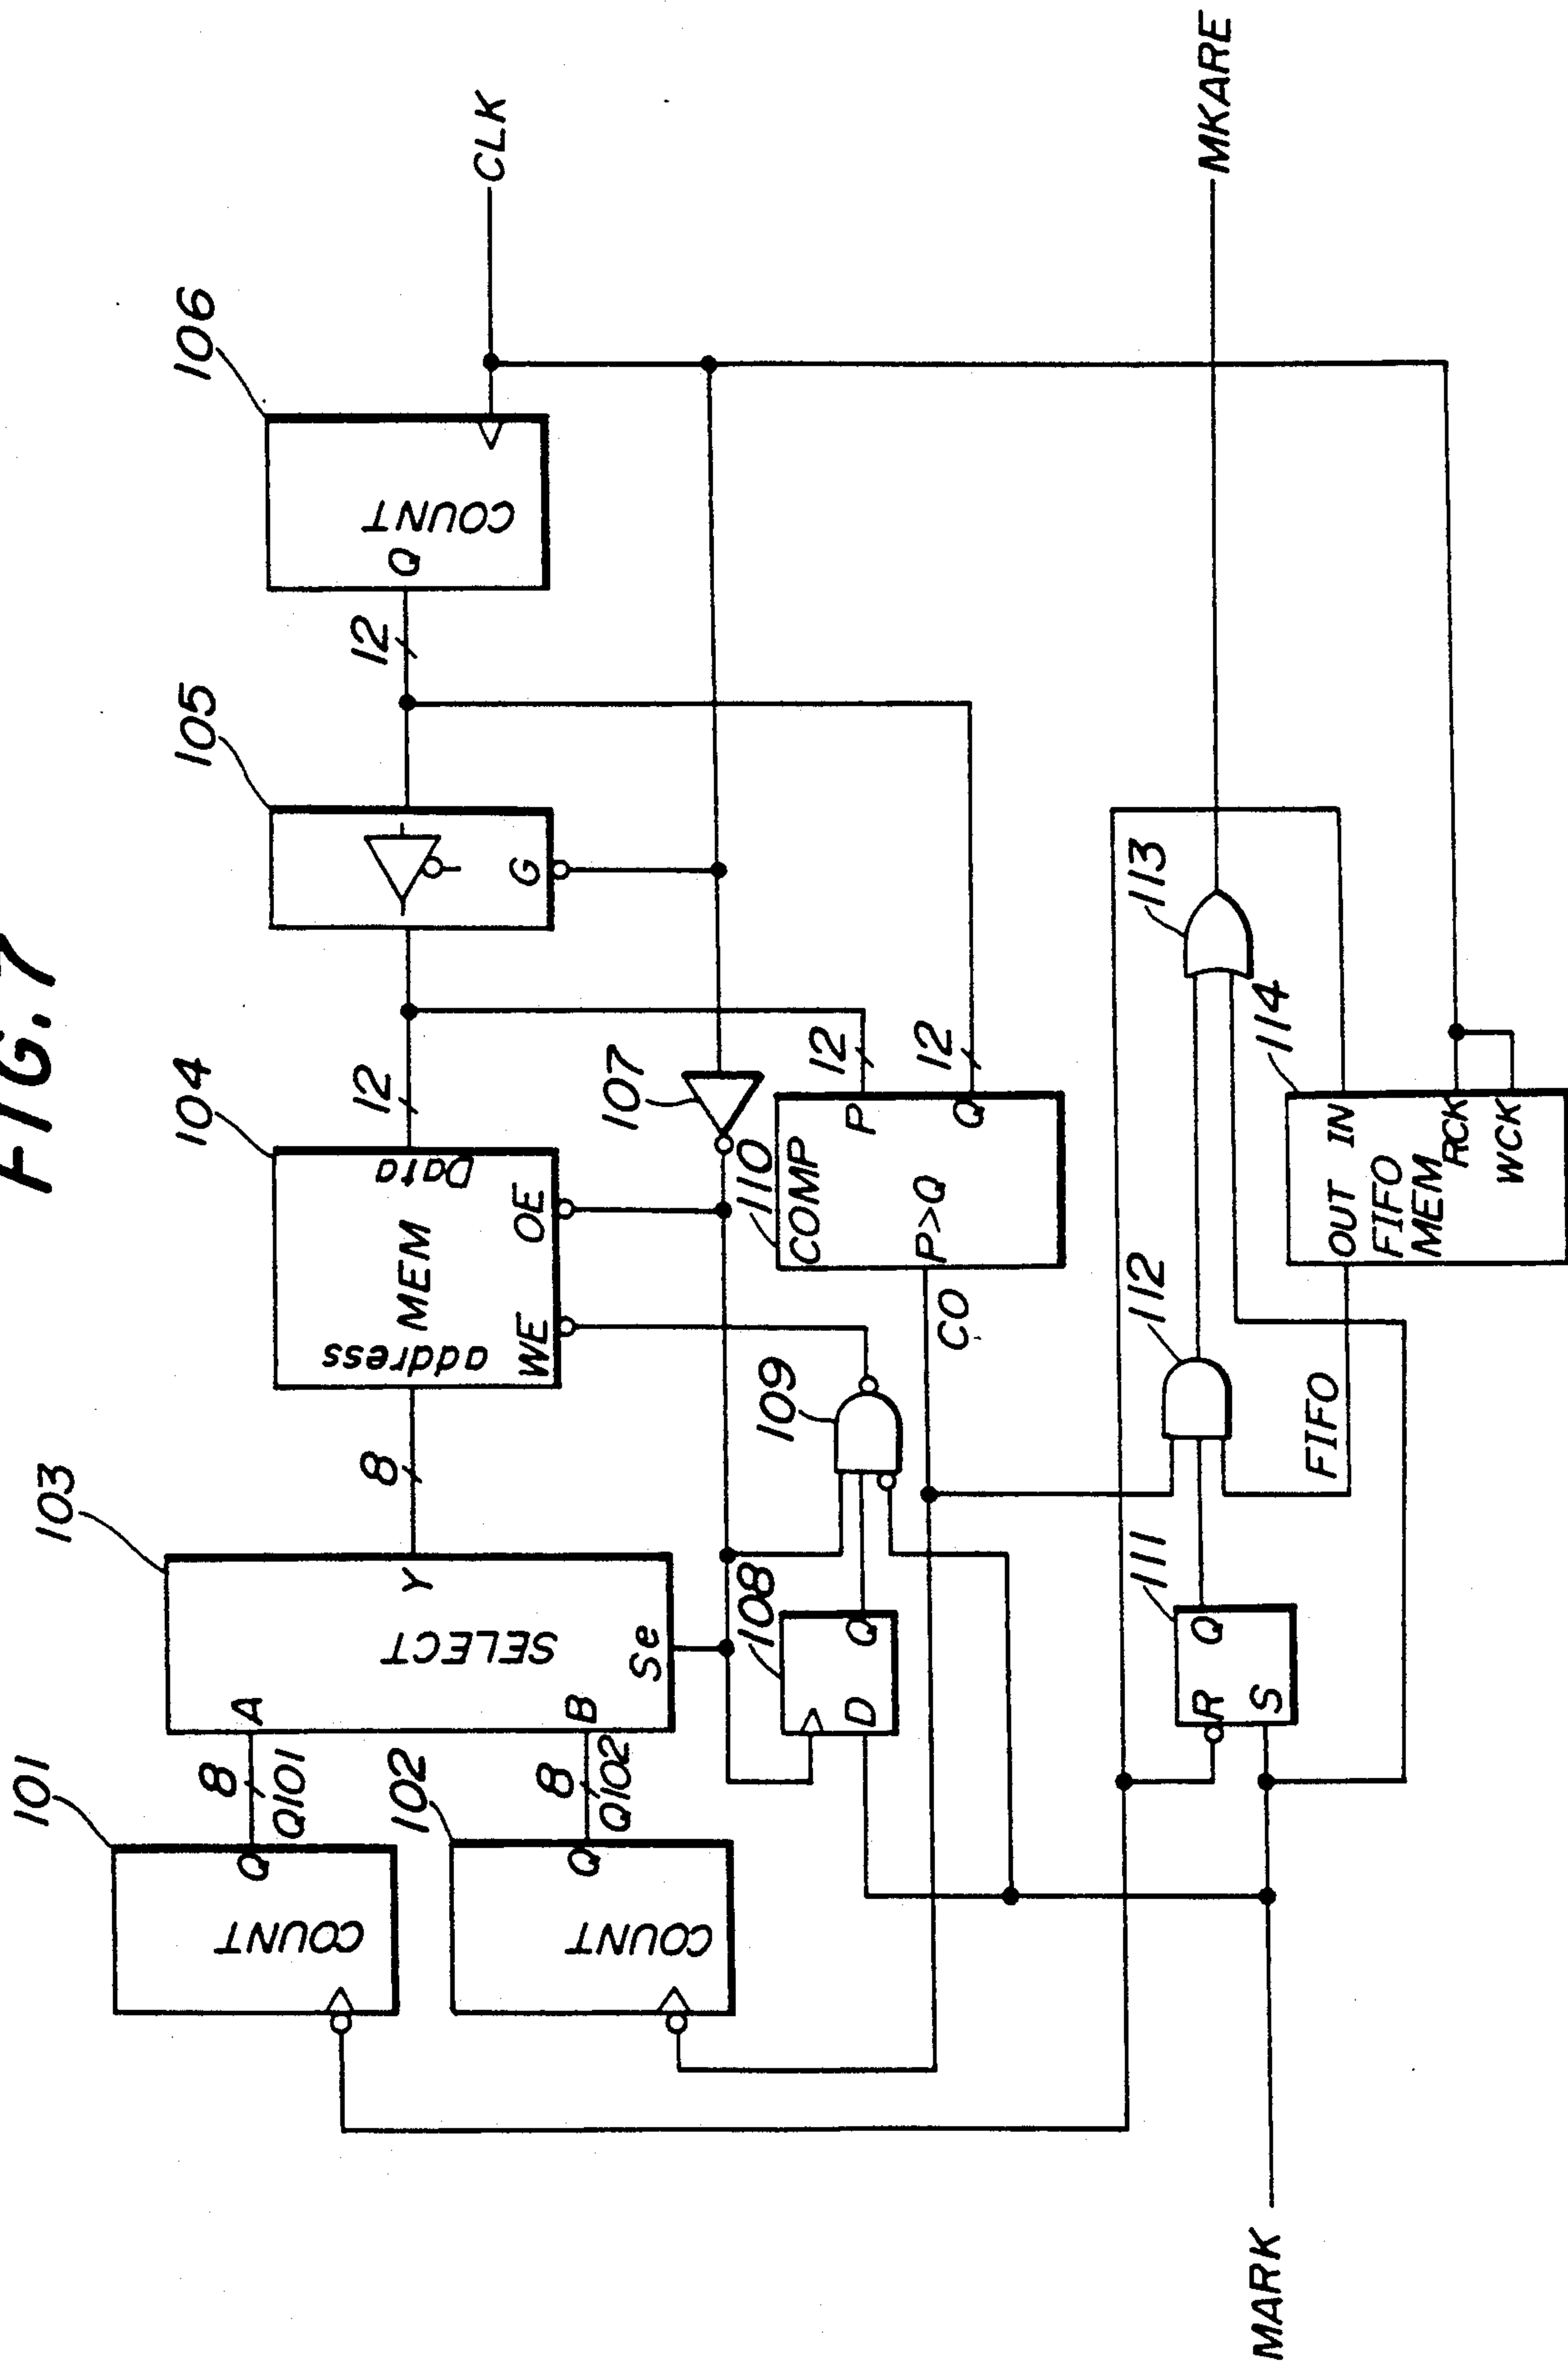 FIG. 7
101
COUNT
Q
8
Q101
102
COUNT
Q
8
Q102
103
A
B
SELECT
Y
Se
8
104
address
MEM
Data
WE
OE
12
105
G
12
106
Q
COUNT
CLK
107
108
D
Q
109
110
COMP
P
Q
P>Q
12
12
CO
111
R
S
Q
112
FIFO
113
114
OUT IN
FIFO
MEM
RCK
WCK
MARK
MKARE